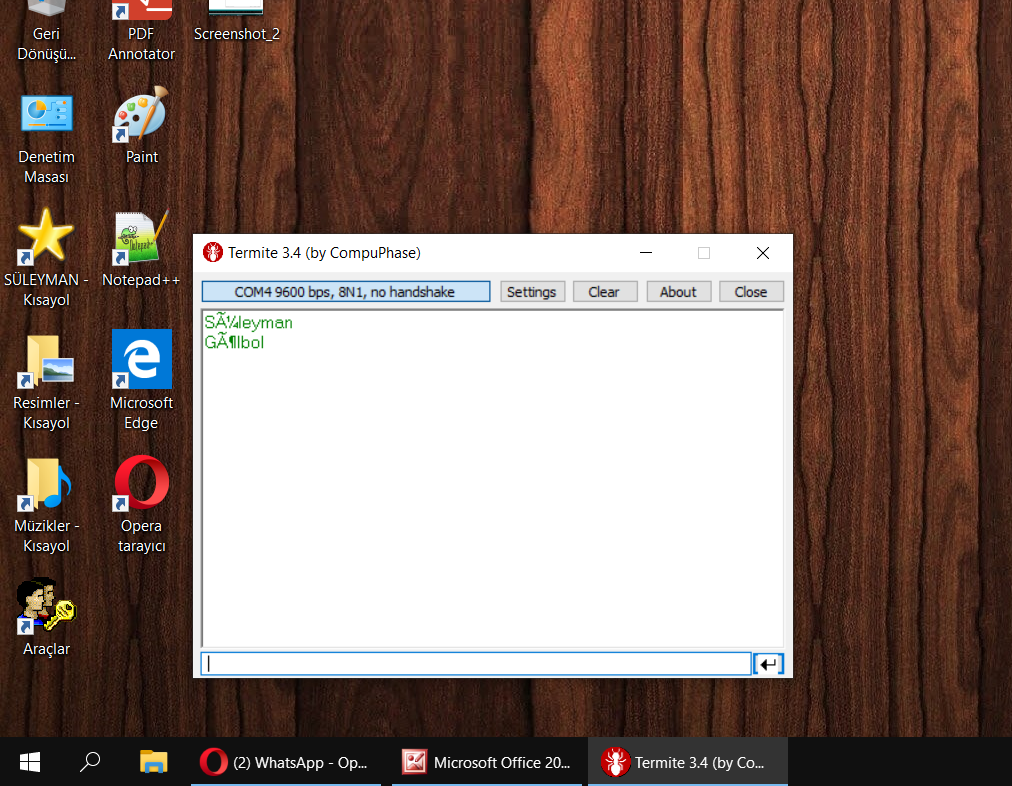 Geri
Dönüşü...
PDF
Annotator
Screenshot_2
Denetim
Masası
Paint
SÜLEYMAN -
Kısayol
Notepad++
Resimler -
Kısayol
Microsoft
Edge
Müzikler -
Kısayol
Opera
tarayıcı
Araçlar
Termite 3.4 (by CompuPhase)
COM4 9600 bps, 8N1, no handshake
Settings
Clear
About
Close
SÃ¼leyman
GÃ¶lbol
(2) WhatsApp - Op...
Microsoft Office 20...
Termite 3.4 (by Co...